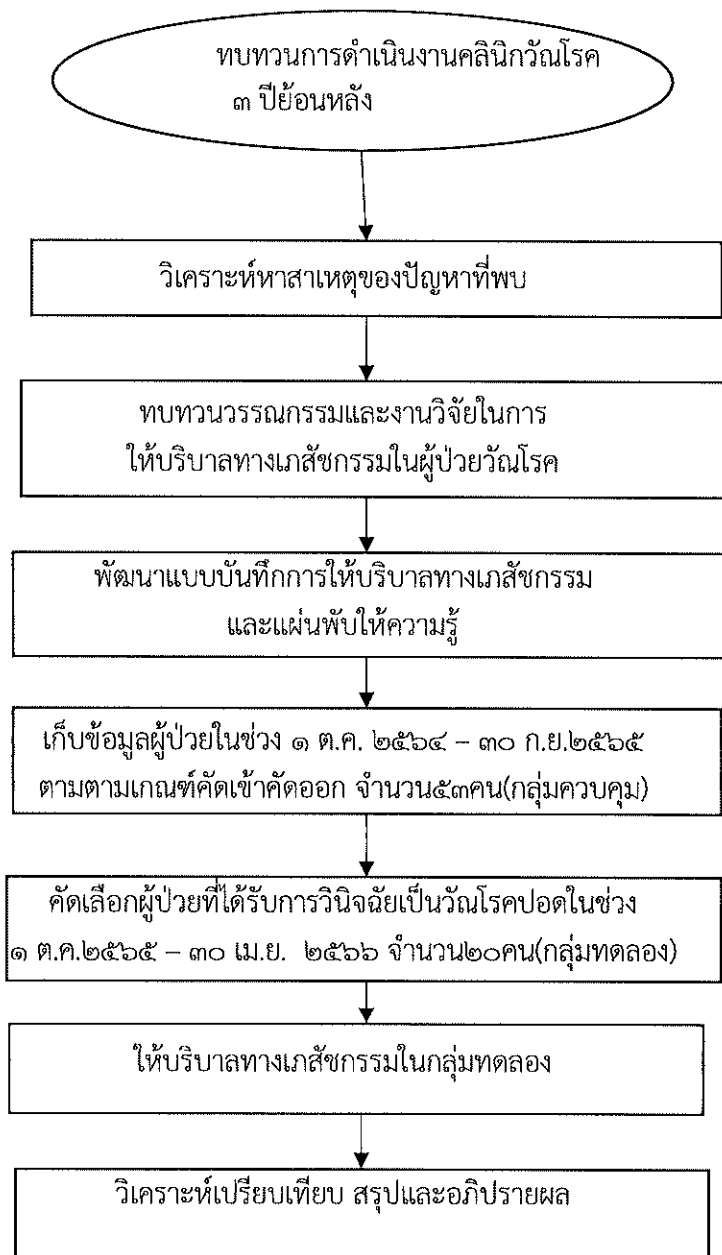 ทบทวนการดำเนินงานคลินิกวัณโรค
๓ ปีย้อนหลัง
วิเคราะห์หาสาเหตุของปัญหาที่พบ
ทบทวนวรรณกรรมและงานวิจัยในการ
ให้บริบาลทางเภสัชกรรมในผู้ป่วยวัณโรค
พัฒนาแบบบันทึกการให้บริบาลทางเภสัชกรรม
และแผ่นพับให้ความรู้
เก็บข้อมูลผู้ป่วยในช่วง ๑ ต.ค. ๒๕๖๔ – ๓๐ ก.ย.๒๕๖๕
ตามตามเกณฑ์คัดเข้าคัดออก จำนวน๕๓คน(กลุ่มควบคุม)
คัดเลือกผู้ป่วยที่ได้รับการวินิจฉัยเป็นวัณโรคปอดในช่วง
๑ ต.ค.๒๕๖๕ – ๓๐ เม.ย. ๒๕๖๖ จำนวน๒๐คน(กลุ่มทดลอง)
ให้บริบาลทางเภสัชกรรมในกลุ่มทดลอง
วิเคราะห์เปรียบเทียบ สรุปและอภิปรายผล